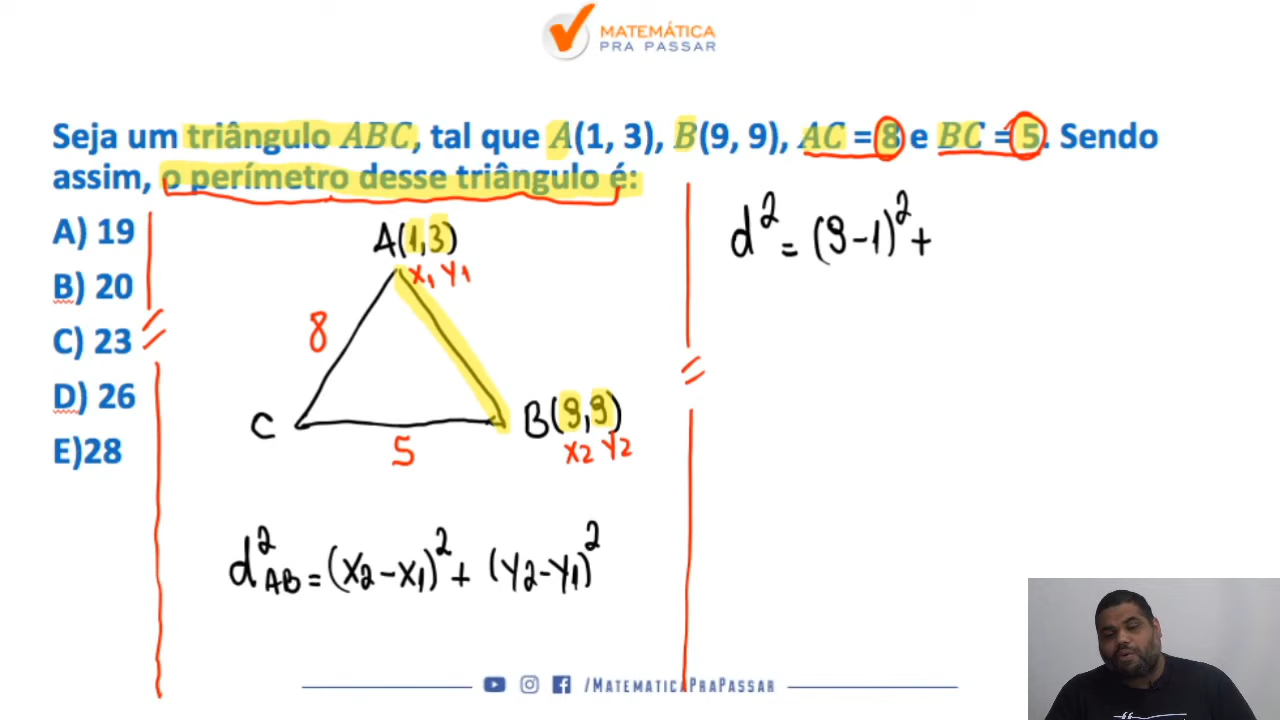 MATEMÁTICA
PRA PASSAR
Seja um triângulo ABC, tal que A(1, 3), B(9, 9), AC = 8 e BC = 5. Sendo
assim, o perímetro desse triângulo é:
A) 19
B) 20
C) 23
D) 26
E)28
A(1,3)
x₁ y₁
8
C
B(9,9)
x2 y2
5
d²AB = (x2-x₁)² + (y2-y₁)²
d² = (9-1)² +
/MATEMATICAPRAPASSAR